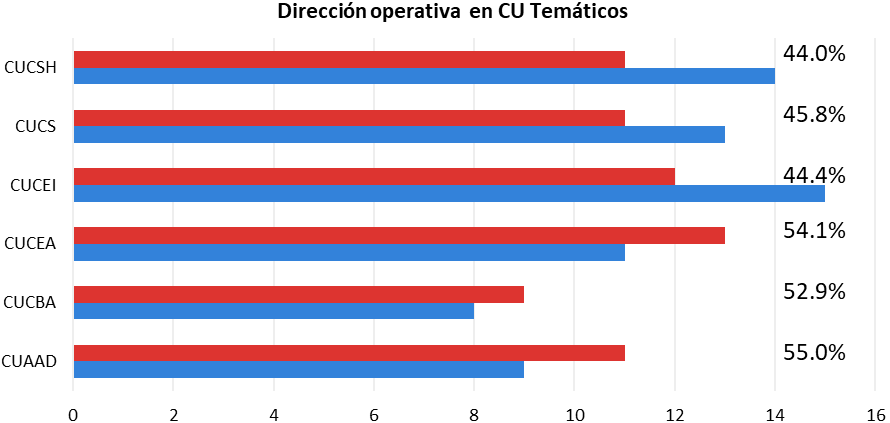 Dirección operativa en CU Temáticos
CUCSH 44.0%
CUCS 45.8%
CUCEI 44.4%
CUCEA 54.1%
CUCBA 52.9%
CUAAD 55.0%
0 2 4 6 8 10 12 14 16